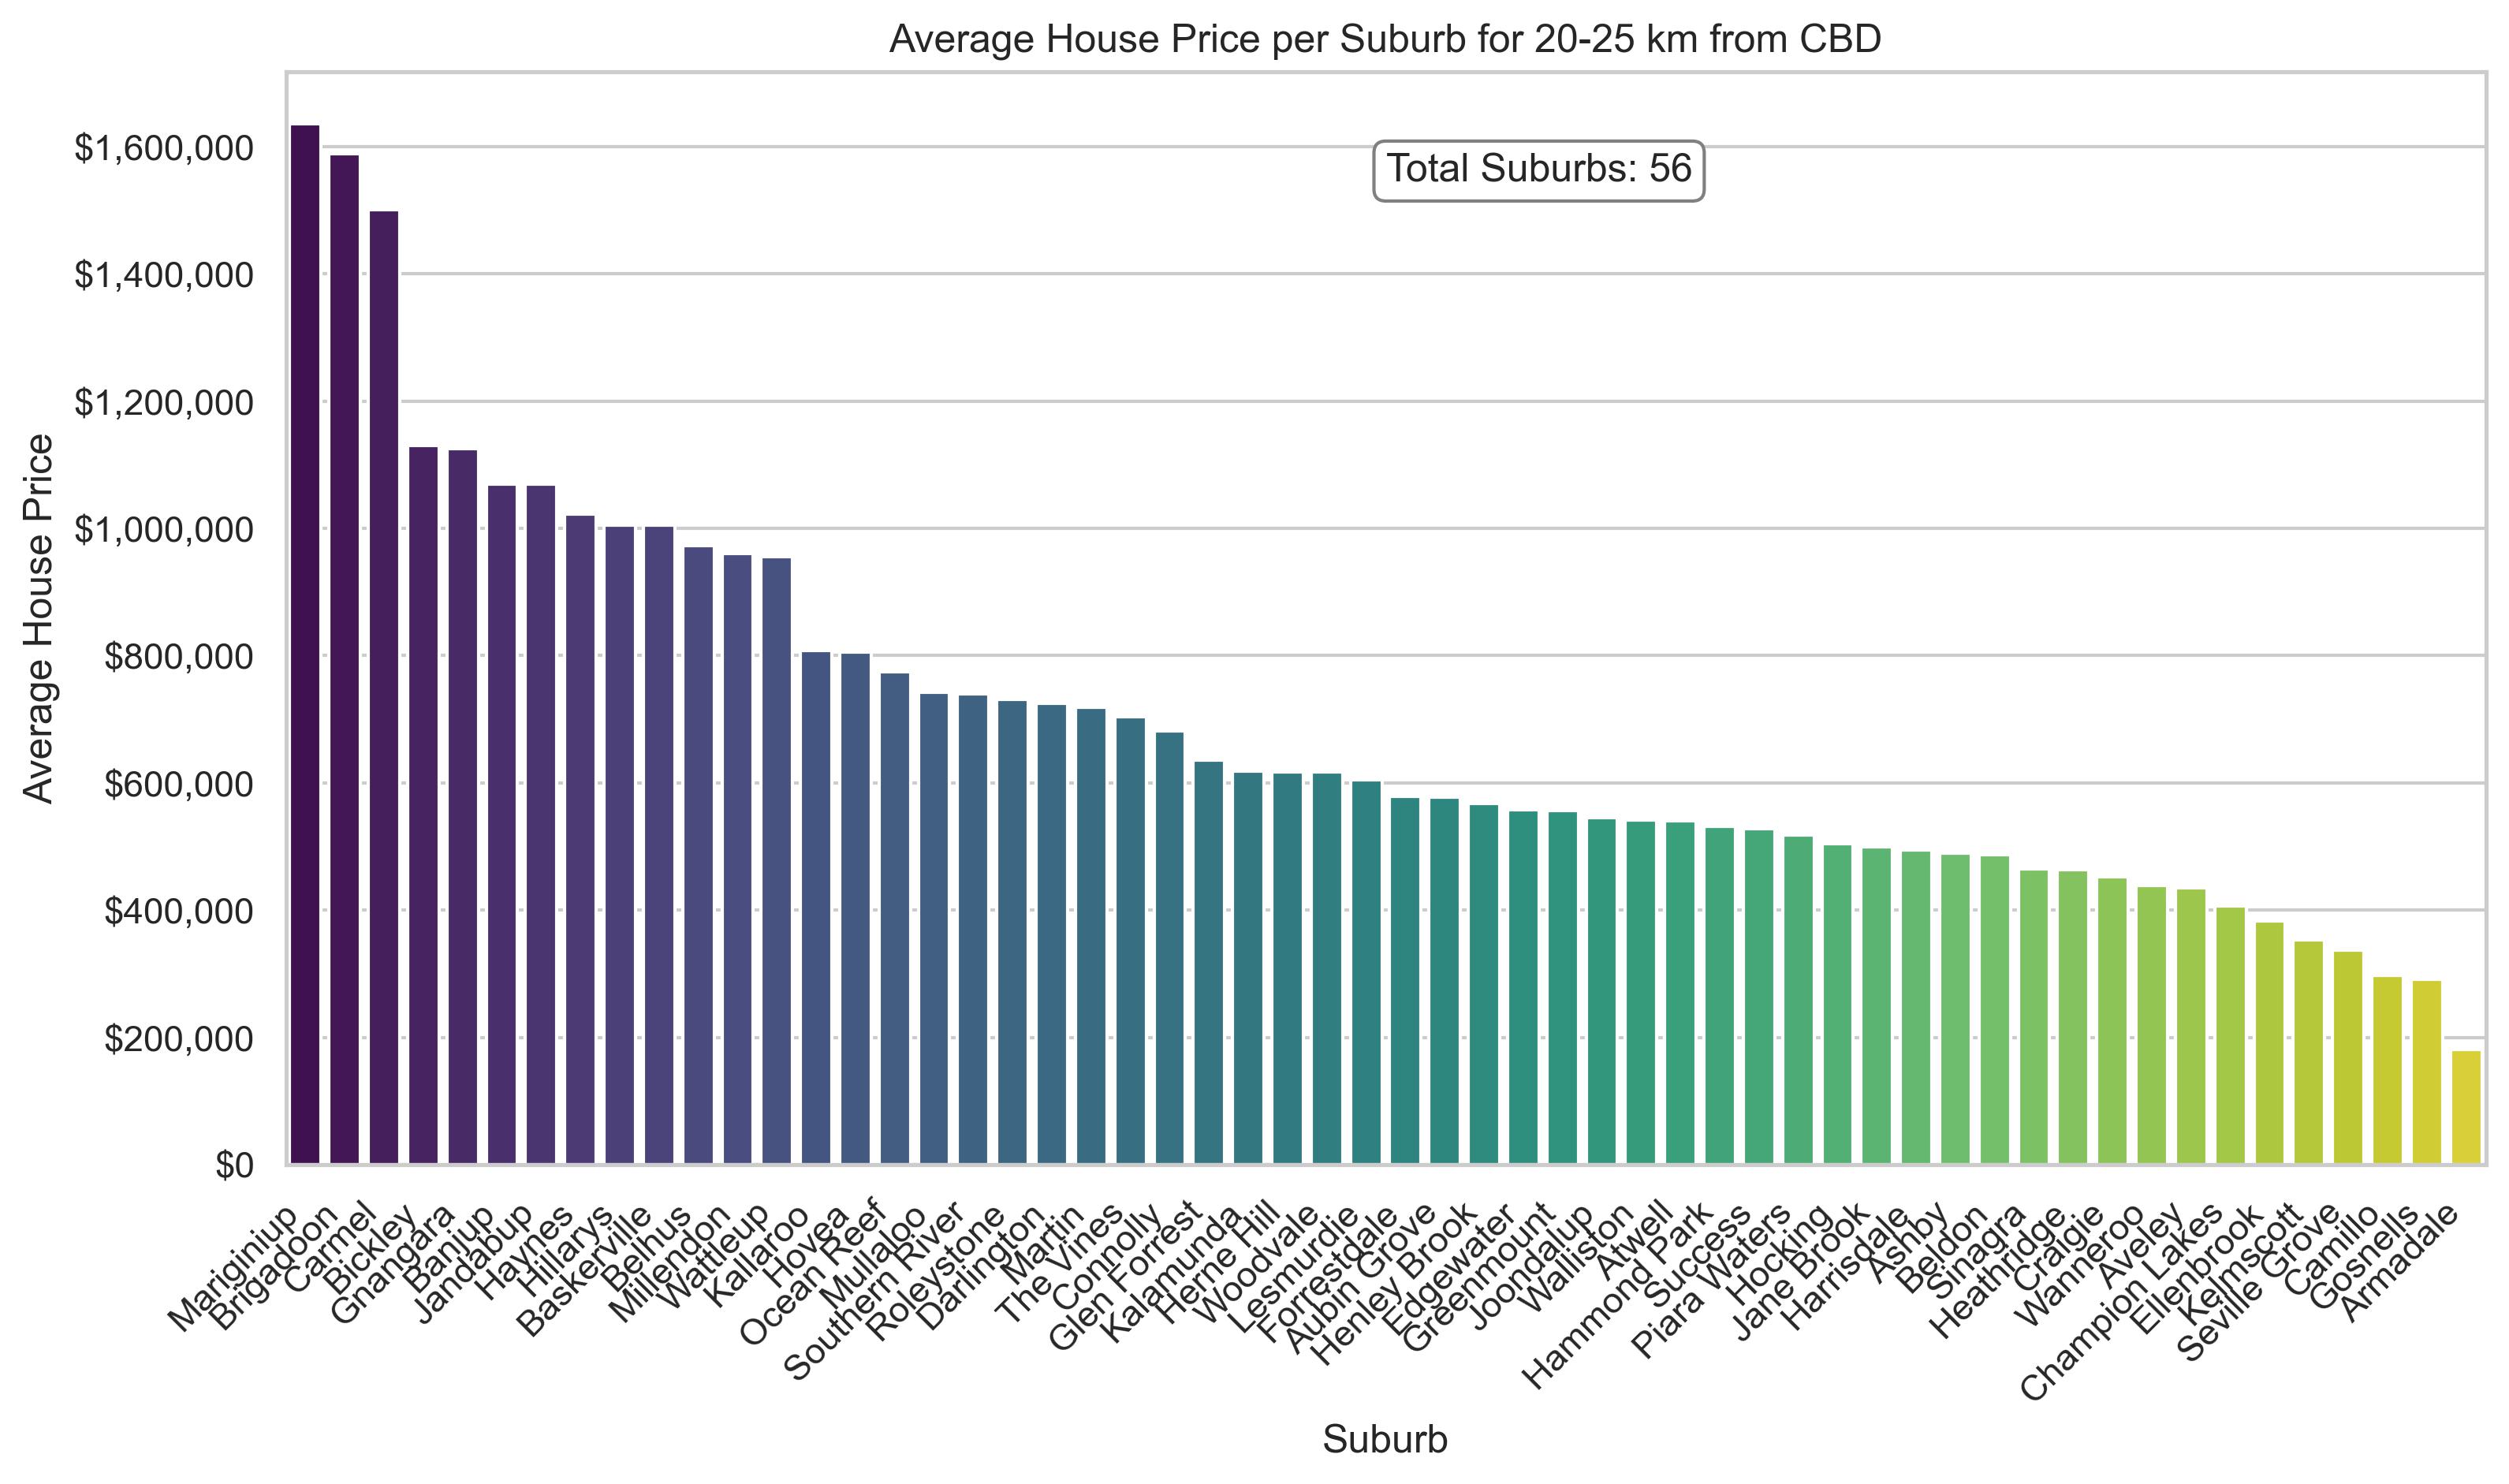 Average House Price per Suburb for 20-25 km from CBD
Total Suburbs: 56
Average House Price
$1,600,000
$1,400,000
$1,200,000
$1,000,000
$800,000
$600,000
$400,000
$200,000
$0
Mariginiup
Brigadoon
Carmel
Bickley
Gnangara
Banjup
Jandabup
Haynes
Hillarys
Baskerville
Belhus
Millendon
Wattleup
Kallaroo
Hovea
Ocean Reef
Mullaloo
Southern River
Roleystone
Darlington
Martin
The Vines
Connolly
Glen Forrest
Kalamunda
Herne Hill
Woodvale
Lesmurdie
Forrestdale
Aubin Grove
Henley Brook
Edgewater
Greenmount
Joondalup
Walliston
Atwell
Hammond Park
Success
Piara Waters
Hocking
Jane Brook
Harrisdale
Ashby
Beldon
Sinagra
Heathridge
Craigie
Wanneroo
Aveley
Champion Lakes
Ellenbrook
Kelmscott
Seville Grove
Camillo
Gosnells
Armadale
Suburb